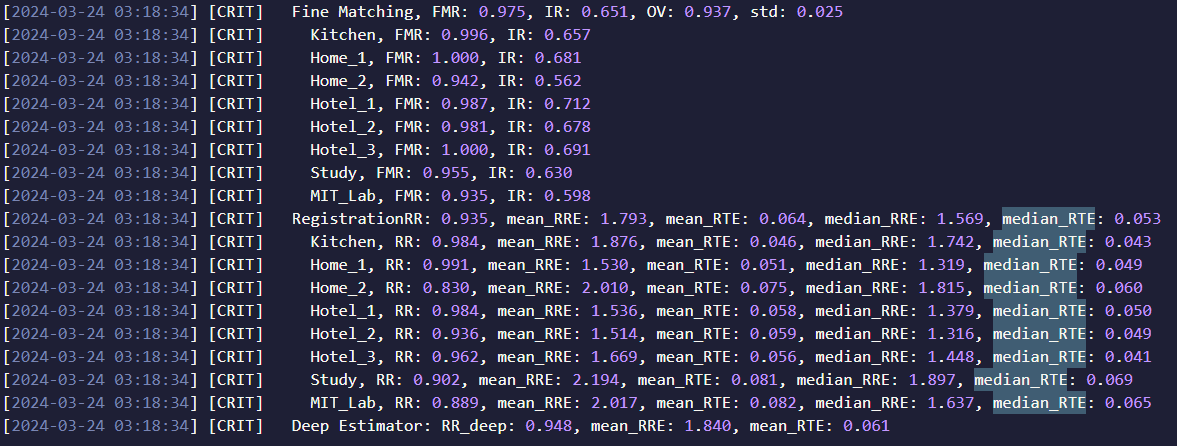 [2024-03-24 03:18:34] [CRIT]   Fine Matching, FMR: 0.975, IR: 0.651, OV: 0.937, std: 0.025
[2024-03-24 03:18:34] [CRIT]     Kitchen, FMR: 0.996, IR: 0.657
[2024-03-24 03:18:34] [CRIT]     Home_1, FMR: 1.000, IR: 0.681
[2024-03-24 03:18:34] [CRIT]     Home_2, FMR: 0.942, IR: 0.562
[2024-03-24 03:18:34] [CRIT]     Hotel_1, FMR: 0.987, IR: 0.712
[2024-03-24 03:18:34] [CRIT]     Hotel_2, FMR: 0.981, IR: 0.678
[2024-03-24 03:18:34] [CRIT]     Hotel_3, FMR: 1.000, IR: 0.691
[2024-03-24 03:18:34] [CRIT]     Study, FMR: 0.955, IR: 0.630
[2024-03-24 03:18:34] [CRIT]     MIT_Lab, FMR: 0.935, IR: 0.598
[2024-03-24 03:18:34] [CRIT]   RegistrationRR: 0.935, mean_RRE: 1.793, mean_RTE: 0.064, median_RRE: 1.569, median_RTE: 0.053
[2024-03-24 03:18:34] [CRIT]     Kitchen, RR: 0.984, mean_RRE: 1.876, mean_RTE: 0.046, median_RRE: 1.742, median_RTE: 0.043
[2024-03-24 03:18:34] [CRIT]     Home_1, RR: 0.991, mean_RRE: 1.530, mean_RTE: 0.051, median_RRE: 1.319, median_RTE: 0.049
[2024-03-24 03:18:34] [CRIT]     Home_2, RR: 0.830, mean_RRE: 2.010, mean_RTE: 0.075, median_RRE: 1.815, median_RTE: 0.060
[2024-03-24 03:18:34] [CRIT]     Hotel_1, RR: 0.984, mean_RRE: 1.536, mean_RTE: 0.058, median_RRE: 1.379, median_RTE: 0.050
[2024-03-24 03:18:34] [CRIT]     Hotel_2, RR: 0.936, mean_RRE: 1.514, mean_RTE: 0.059, median_RRE: 1.316, median_RTE: 0.049
[2024-03-24 03:18:34] [CRIT]     Hotel_3, RR: 0.962, mean_RRE: 1.669, mean_RTE: 0.056, median_RRE: 1.448, median_RTE: 0.041
[2024-03-24 03:18:34] [CRIT]     Study, RR: 0.902, mean_RRE: 2.194, mean_RTE: 0.081, median_RRE: 1.897, median_RTE: 0.069
[2024-03-24 03:18:34] [CRIT]     MIT_Lab, RR: 0.889, mean_RRE: 2.017, mean_RTE: 0.082, median_RRE: 1.637, median_RTE: 0.065
[2024-03-24 03:18:34] [CRIT]   Deep Estimator: RR_deep: 0.948, mean_RRE: 1.840, mean_RTE: 0.061